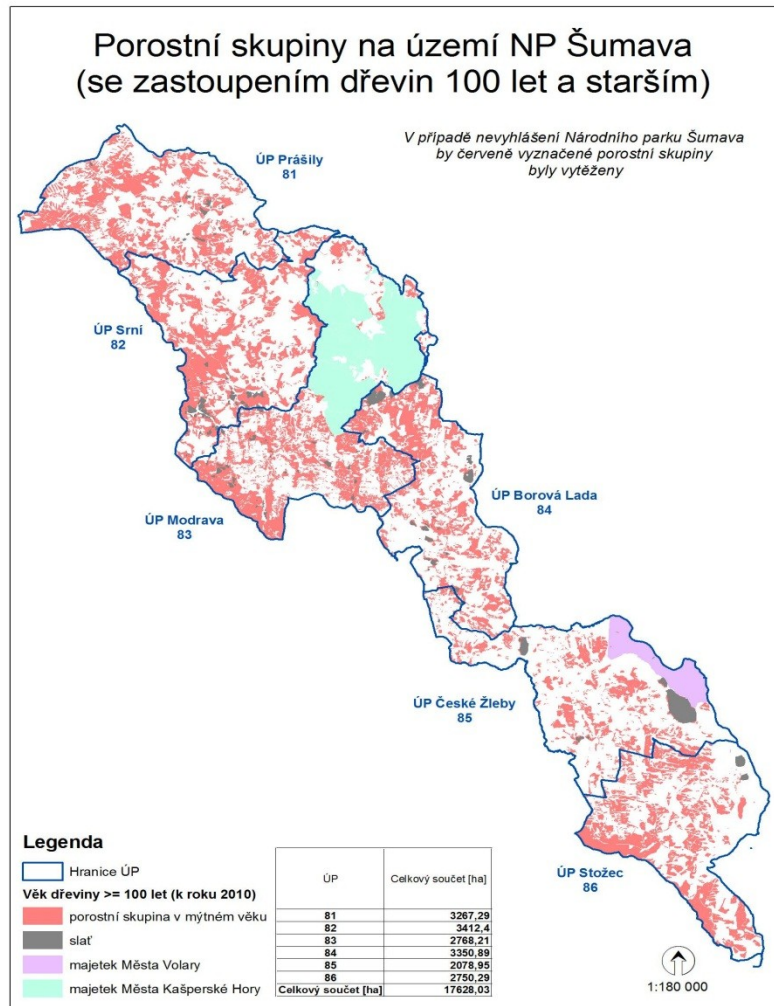 Porostní skupiny na území NP Šumava
(se zastoupením dřevin 100 let a starším)
V případě nevyhlášení Národního parku Šumava
by červeně vyznačené porostní skupiny
byly vytěženy
ÚP Prášily
81
ÚP Srní
82
ÚP Modrava
83
ÚP Borová Lada
84
ÚP České Žleby
85
ÚP Stožec
86
Legenda
Hranice ÚP
Věk dřeviny >= 100 let (k roku 2010)
porostní skupina v mýtném věku
slať
majetek Města Volary
majetek Města Kašperské Hory
ÚP Celkový součet [ha]
81 3267,29
82 3412,4
83 2768,21
84 3350,89
85 2078,95
86 2750,29
Celkový součet [ha] 17628,03
1:180 000